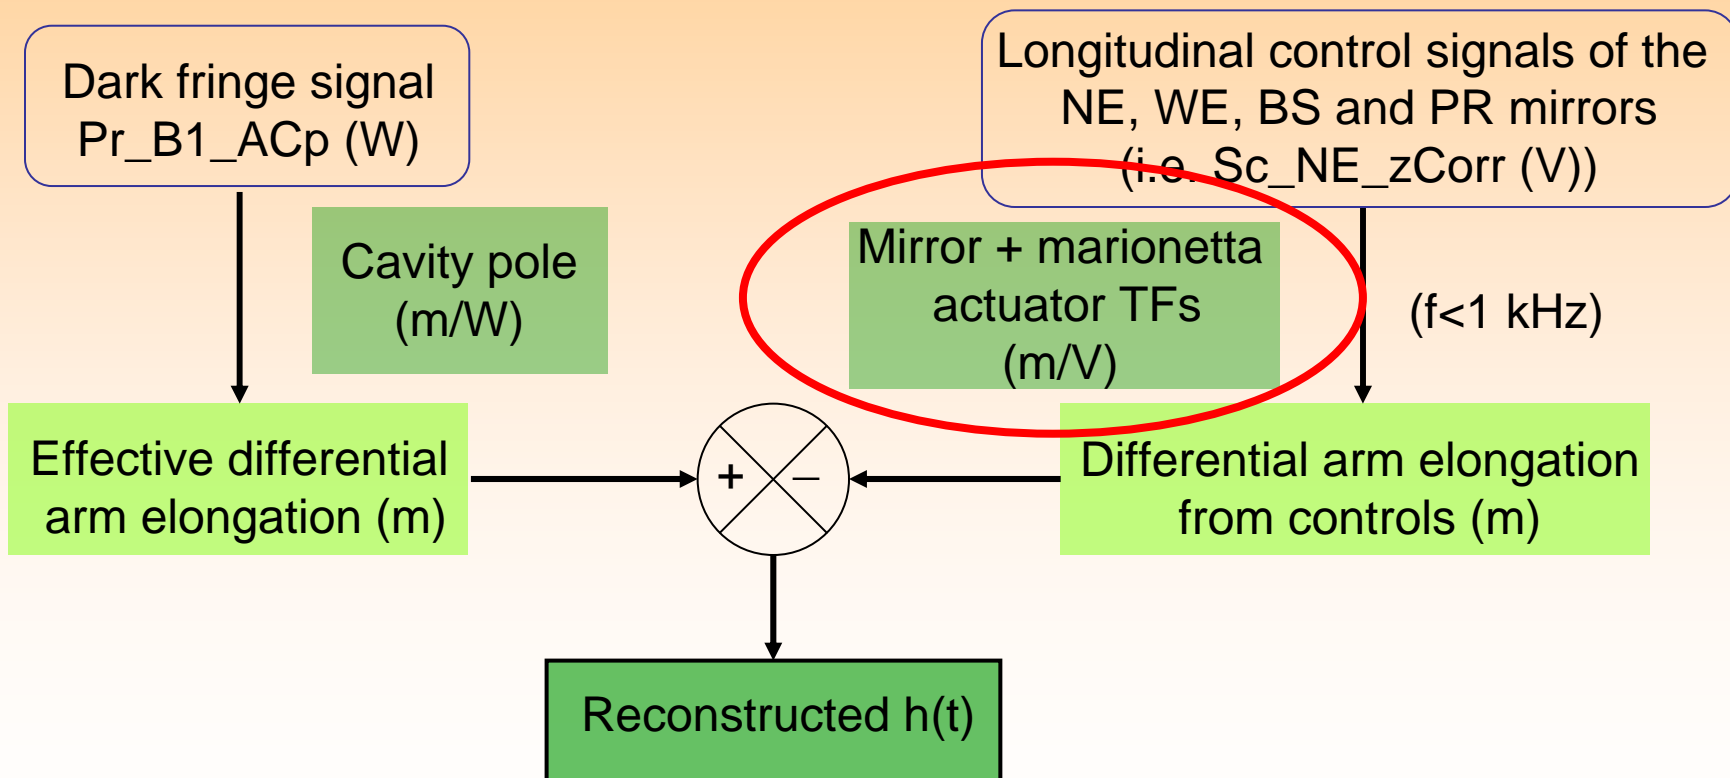 Dark fringe signal
Pr_B1_ACp (W)
Longitudinal control signals of the
NE, WE, BS and PR mirrors
(i.e. Sc_NE_zCorr (V))
Cavity pole
(m/W)
Mirror + marionetta
actuator TFs
(m/V)
(f<1 kHz)
Effective differential
arm elongation (m)
+
–
Differential arm elongation
from controls (m)
Reconstructed h(t)